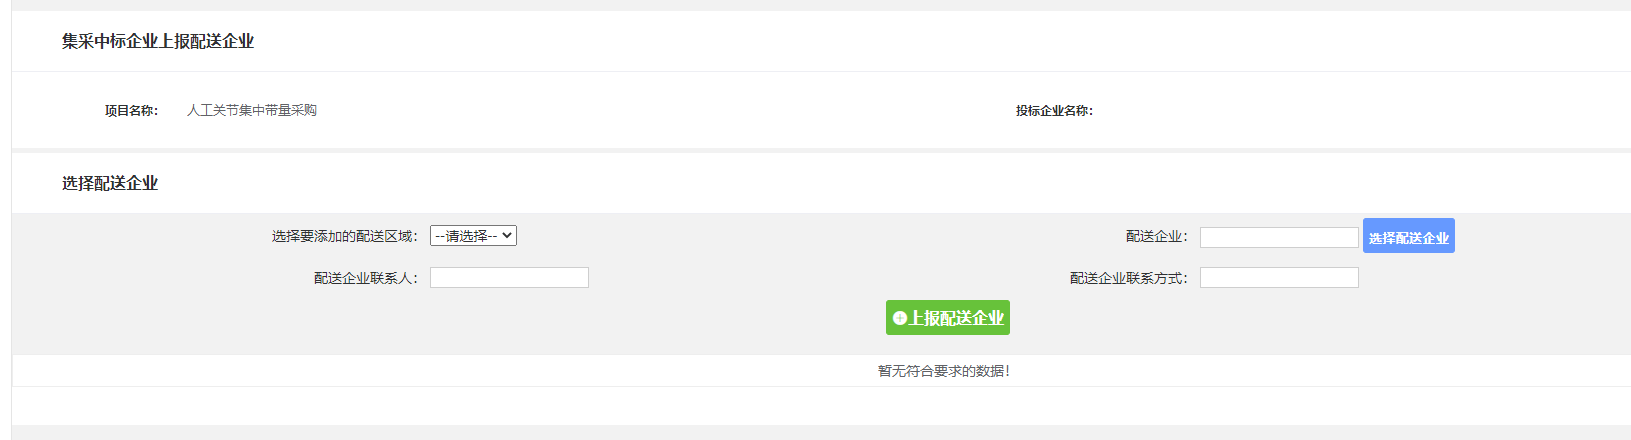 集采中标企业上报配送企业
项目名称： 人工关节集中带量采购 投标企业名称：
选择配送企业
选择要添加的配送区域： --请选择-- 配送企业： 选择配送企业
配送企业联系人： 配送企业联系方式：
上报配送企业
暂无符合要求的数据！